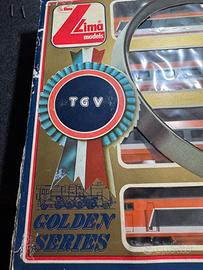 Lima
models
TGV
GOLDEN
SERIES